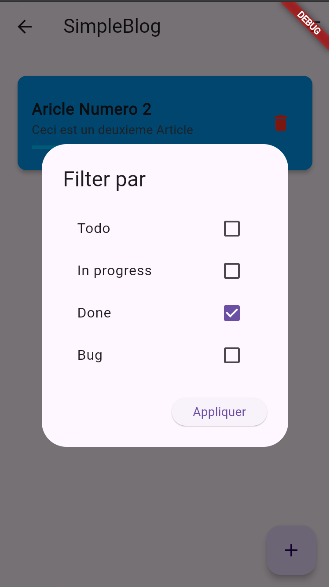 SimpleBlog
DEBUG
Aricle Numero 2
Ceci est un deuxieme Article
Filter par
Todo
In progress
Done
Bug
Appliquer